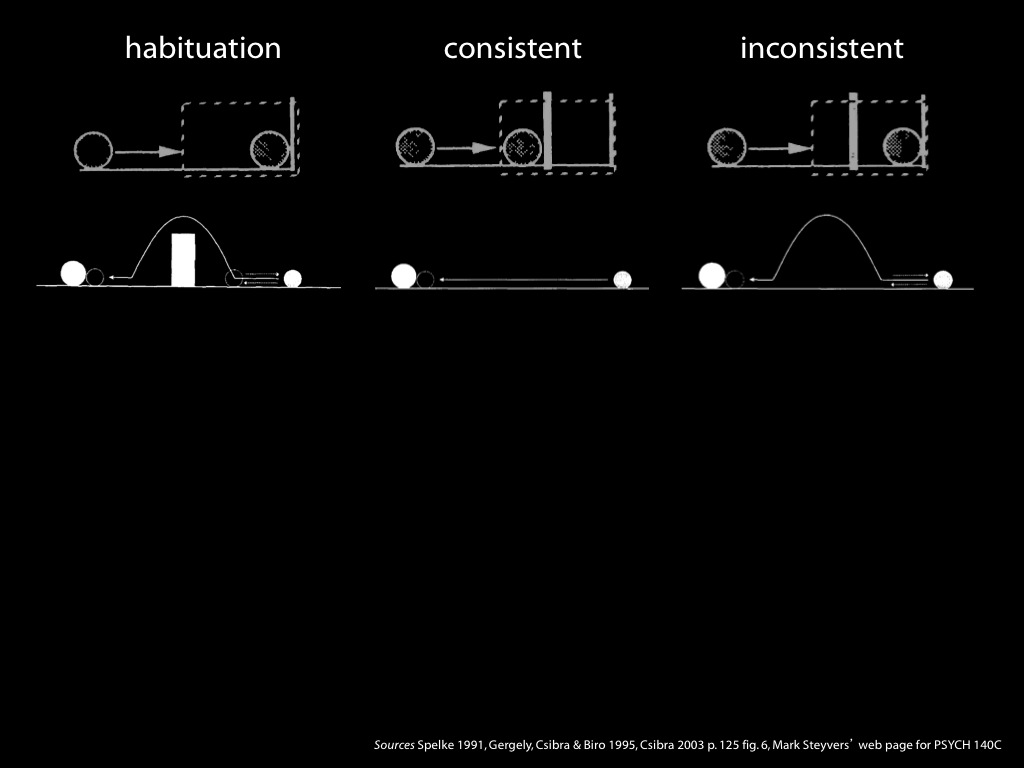 habituation
consistent
inconsistent
Sources Spelke 1991, Gergely, Csibra & Biro 1995, Csibra 2003 p. 125 fig. 6, Mark Steyvers’ web page for PSYCH 140C